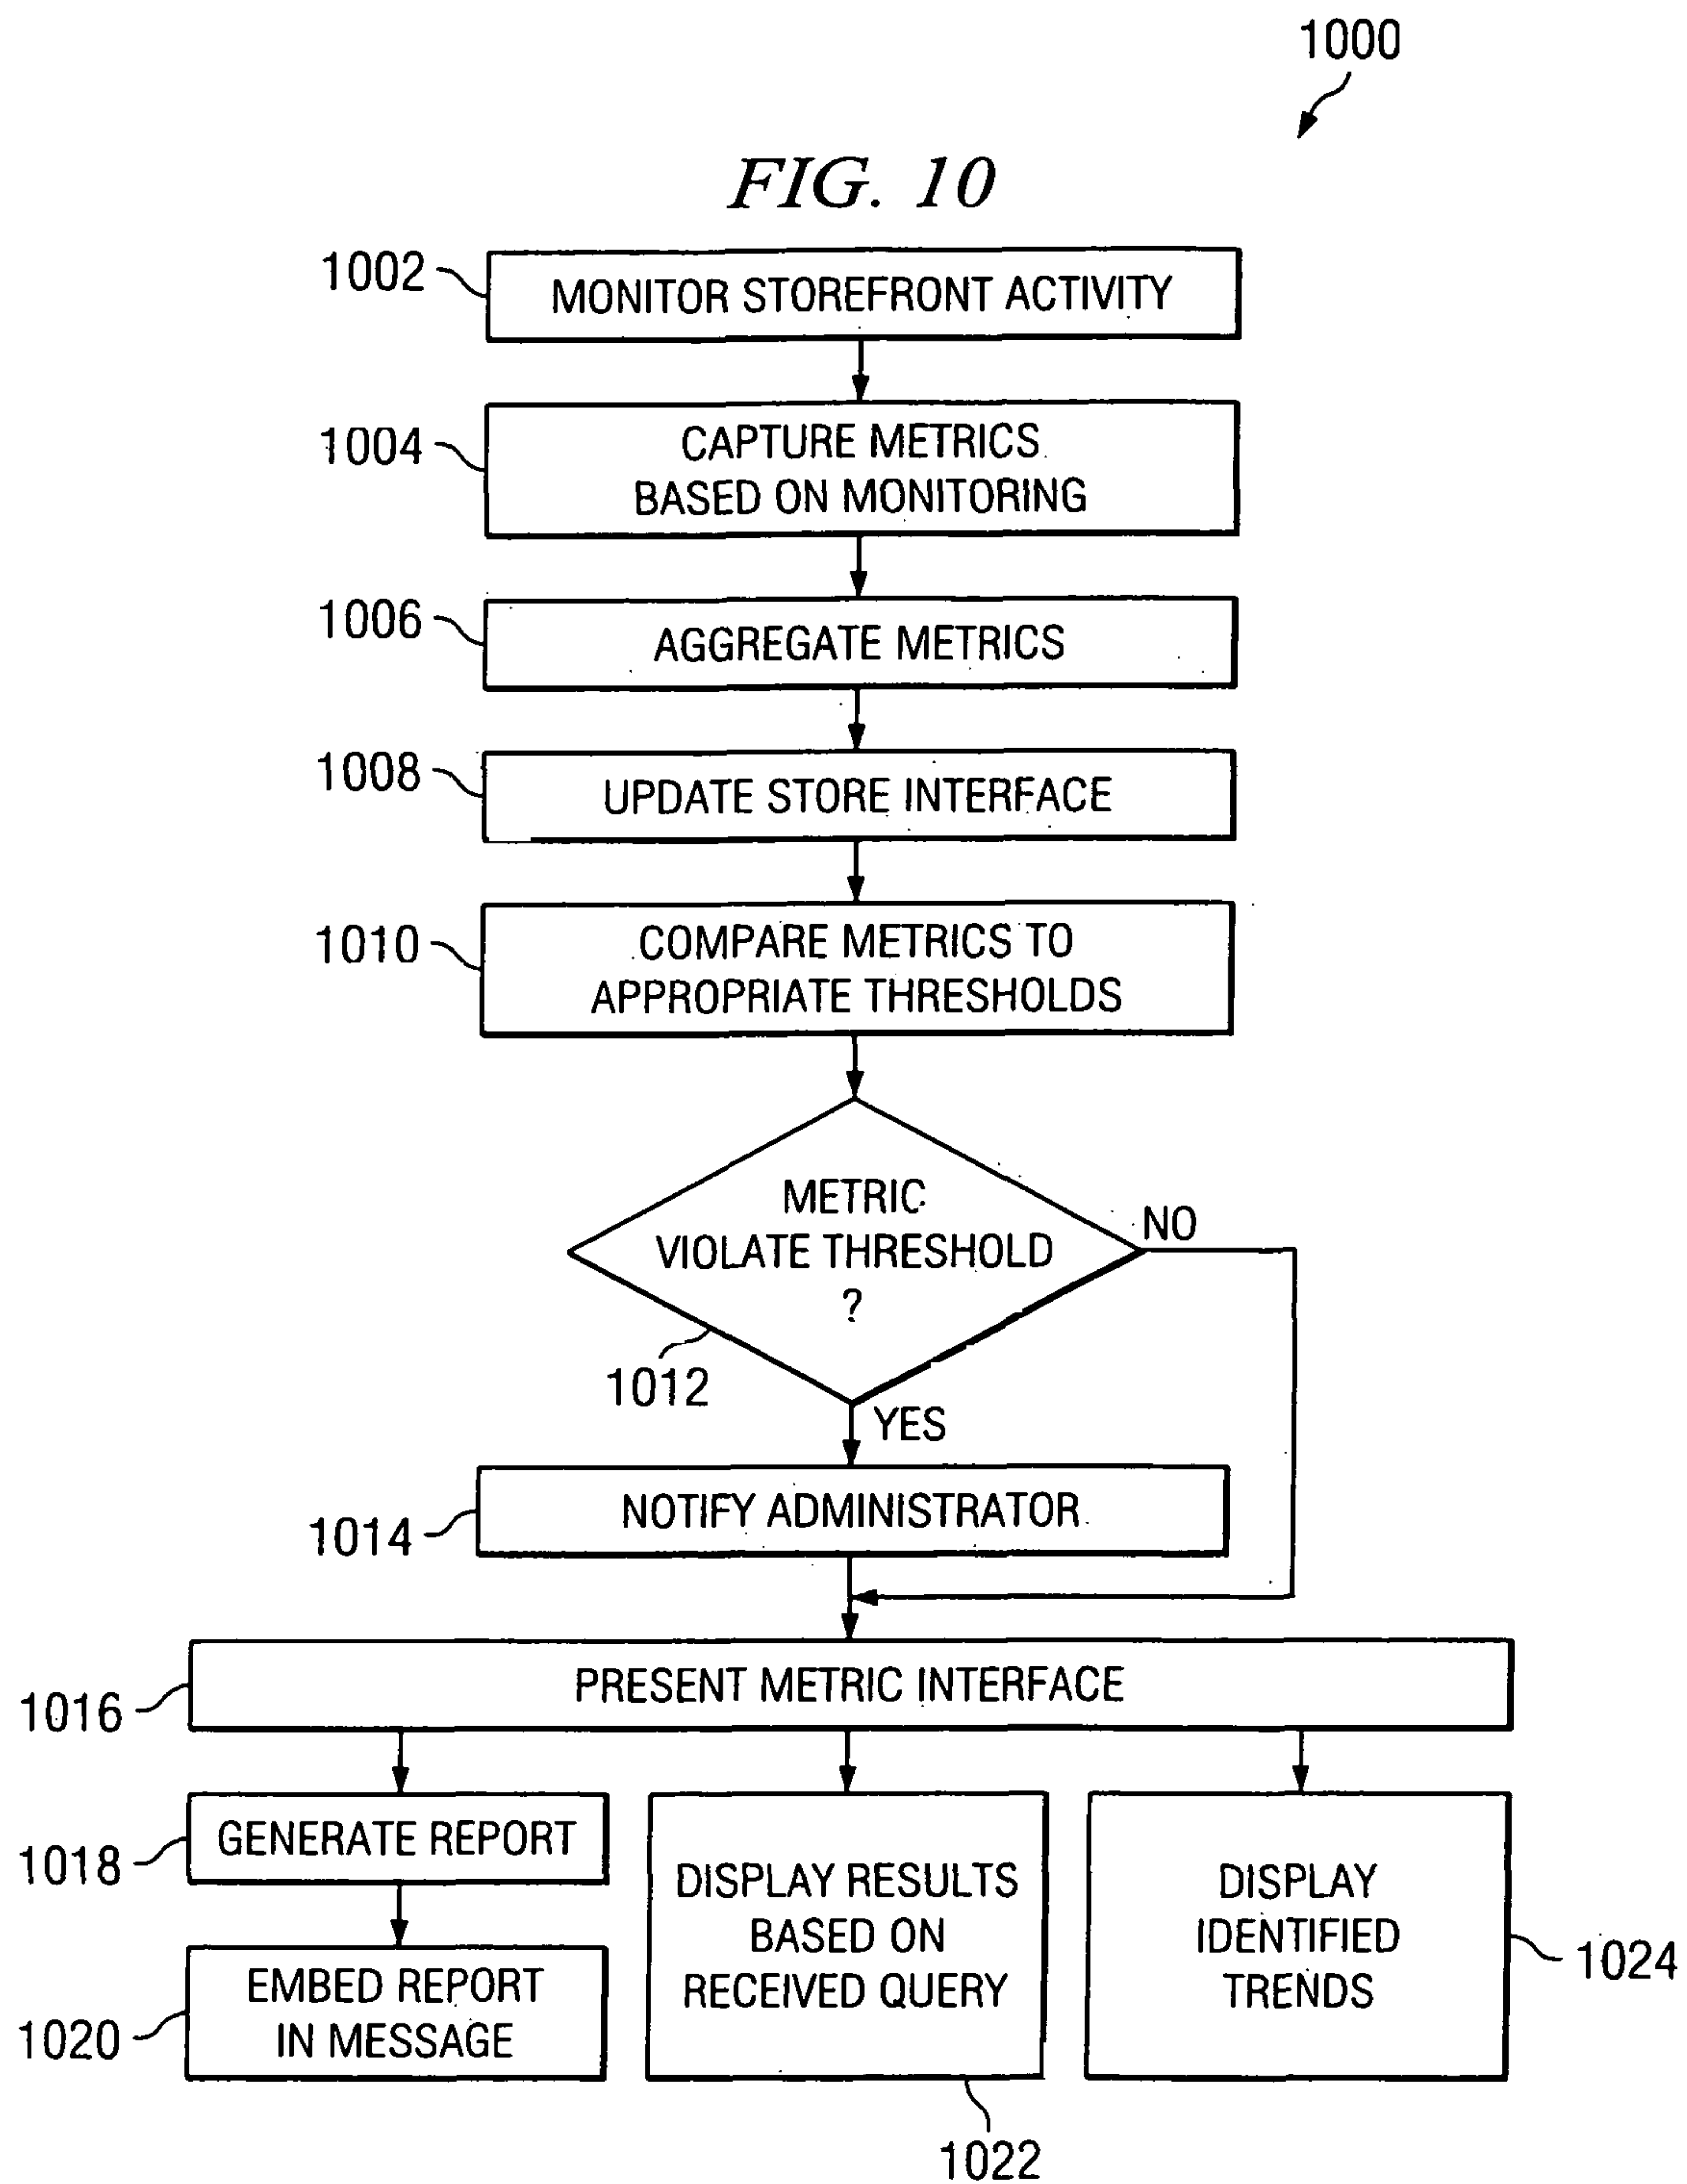 1000
FIG. 10
1002
MONITOR STOREFRONT ACTIVITY
1004
CAPTURE METRICS
BASED ON MONITORING
1006
AGGREGATE METRICS
1008
UPDATE STORE INTERFACE
1010
COMPARE METRICS TO
APPROPRIATE THRESHOLDS
METRIC
VIOLATE THRESHOLD
?
NO
1012
YES
1014
NOTIFY ADMINISTRATOR
1016
PRESENT METRIC INTERFACE
1018
GENERATE REPORT
1020
EMBED REPORT
IN MESSAGE
DISPLAY RESULTS
BASED ON
RECEIVED QUERY
1022
DISPLAY
IDENTIFIED
TRENDS
1024